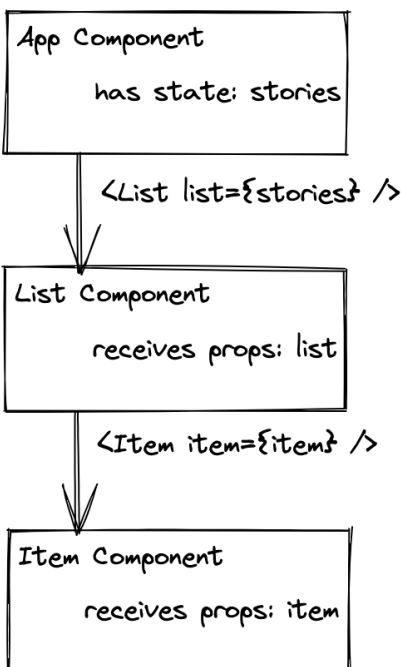 App Component
has state: stories
<List list={stories} />
List Component
receives props: list
<Item item={item} />
Item Component
receives props: item